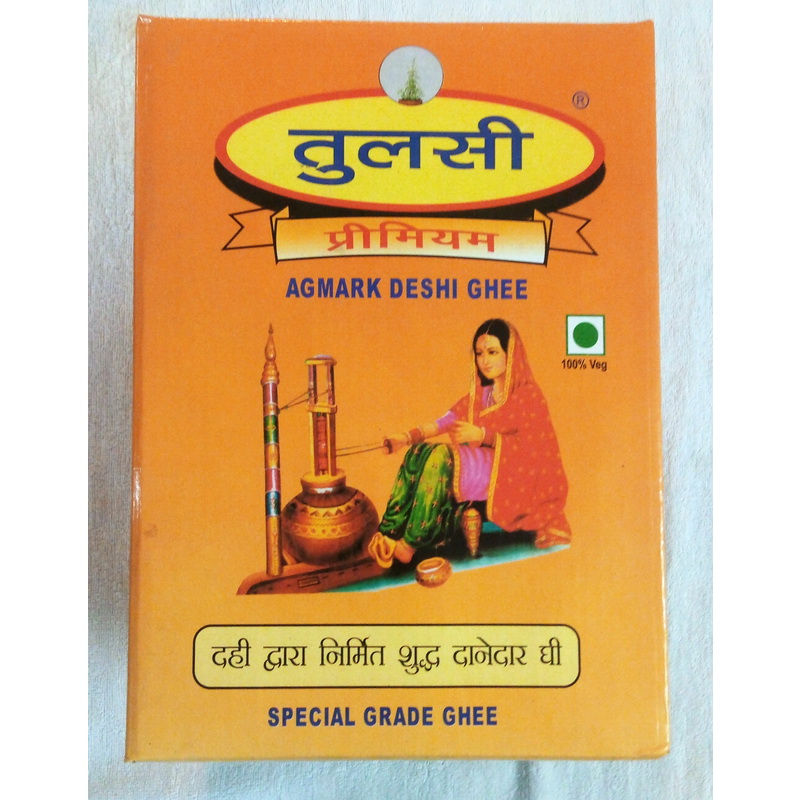 ®
तुलसी
प्रीमियम
AGMARK DESHI GHEE
100% Veg
दही द्वारा निर्मित शुद्ध दानेदार घी
SPECIAL GRADE GHEE